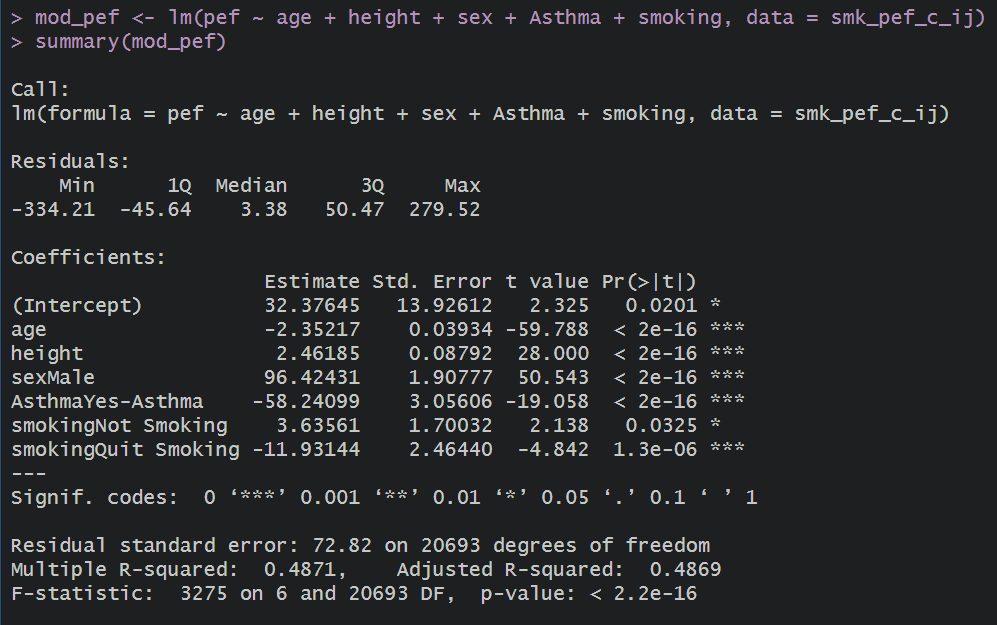 > mod_pef <- lm(pef ~ age + height + sex + Asthma + smoking, data = smk_pef_c_ij)
> summary(mod_pef)
Call:
lm(formula = pef ~ age + height + sex + Asthma + smoking, data = smk_pef_c_ij)
Residuals:
    Min      1Q  Median      3Q     Max
-334.21  -45.64    3.38   50.47  279.52
Coefficients:
                     Estimate Std. Error t value Pr(>|t|)
(Intercept)          32.37645   13.92612   2.325   0.0201 *
age                  -2.35217    0.03934 -59.788  < 2e-16 ***
height                2.46185    0.08792  28.000  < 2e-16 ***
sexMale              96.42431    1.90777  50.543  < 2e-16 ***
AsthmaYes-Asthma    -58.24099    3.05606 -19.058  < 2e-16 ***
smokingNot Smoking    3.63561    1.70032   2.138   0.0325 *
smokingQuit Smoking -11.93144    2.46440  -4.842  1.3e-06 ***
---
Signif. codes:  0 ‘***’ 0.001 ‘**’ 0.01 ‘*’ 0.05 ‘.’ 0.1 ‘ ’ 1
Residual standard error: 72.82 on 20693 degrees of freedom
Multiple R-squared:  0.4871,    Adjusted R-squared:  0.4869
F-statistic:  3275 on 6 and 20693 DF,  p-value: < 2.2e-16